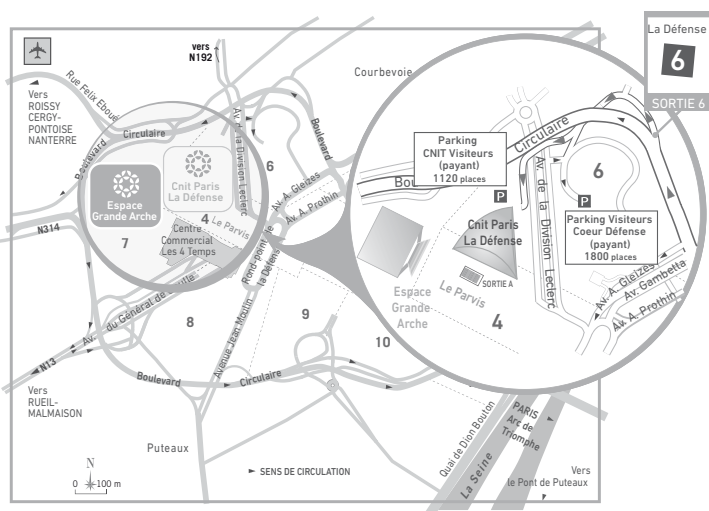 La Défense
6
SORTIE 6
vers
N192
Courbevoie
Vers
ROISSY
CERGY-
PONTOISE
NANTERRE
Rue Felix Eboué
Boulevard
Circulaire
Av. de la Division Leclerc
Boulevard
6
Av. A. Gleizes
Av. A. Prothin
Espace
Grande Arche
Cnit Paris
La Défense
4
Le Parvis
Centre
Commercial
Les 4 Temps
7
N314
Rond-point de
la Défense
Av. du Général de
8
9
10
Avenue Jean Moulin
N13
Boulevard
Circulaire
Vers
RUEIL-
MALMAISON
Puteaux
N
0 100 m
SENS DE CIRCULATION
Quai de Dion Bouton
La Seine
PARIS
Arc de
Triomphe
Vers
le Pont de Puteaux
Parking
CNIT Visiteurs
(payant)
1120 places
Circulaire
Bou
P
Av. de la Division Leclerc
6
P
Parking Visiteurs
Coeur Défense
(payant)
1800 places
Cnit Paris
La Défense
SORTIE A
Le Parvis
Espace
Grande
Arche
4
Av. A. Gleizes
Av. Gambetta
Av. A. Prothin